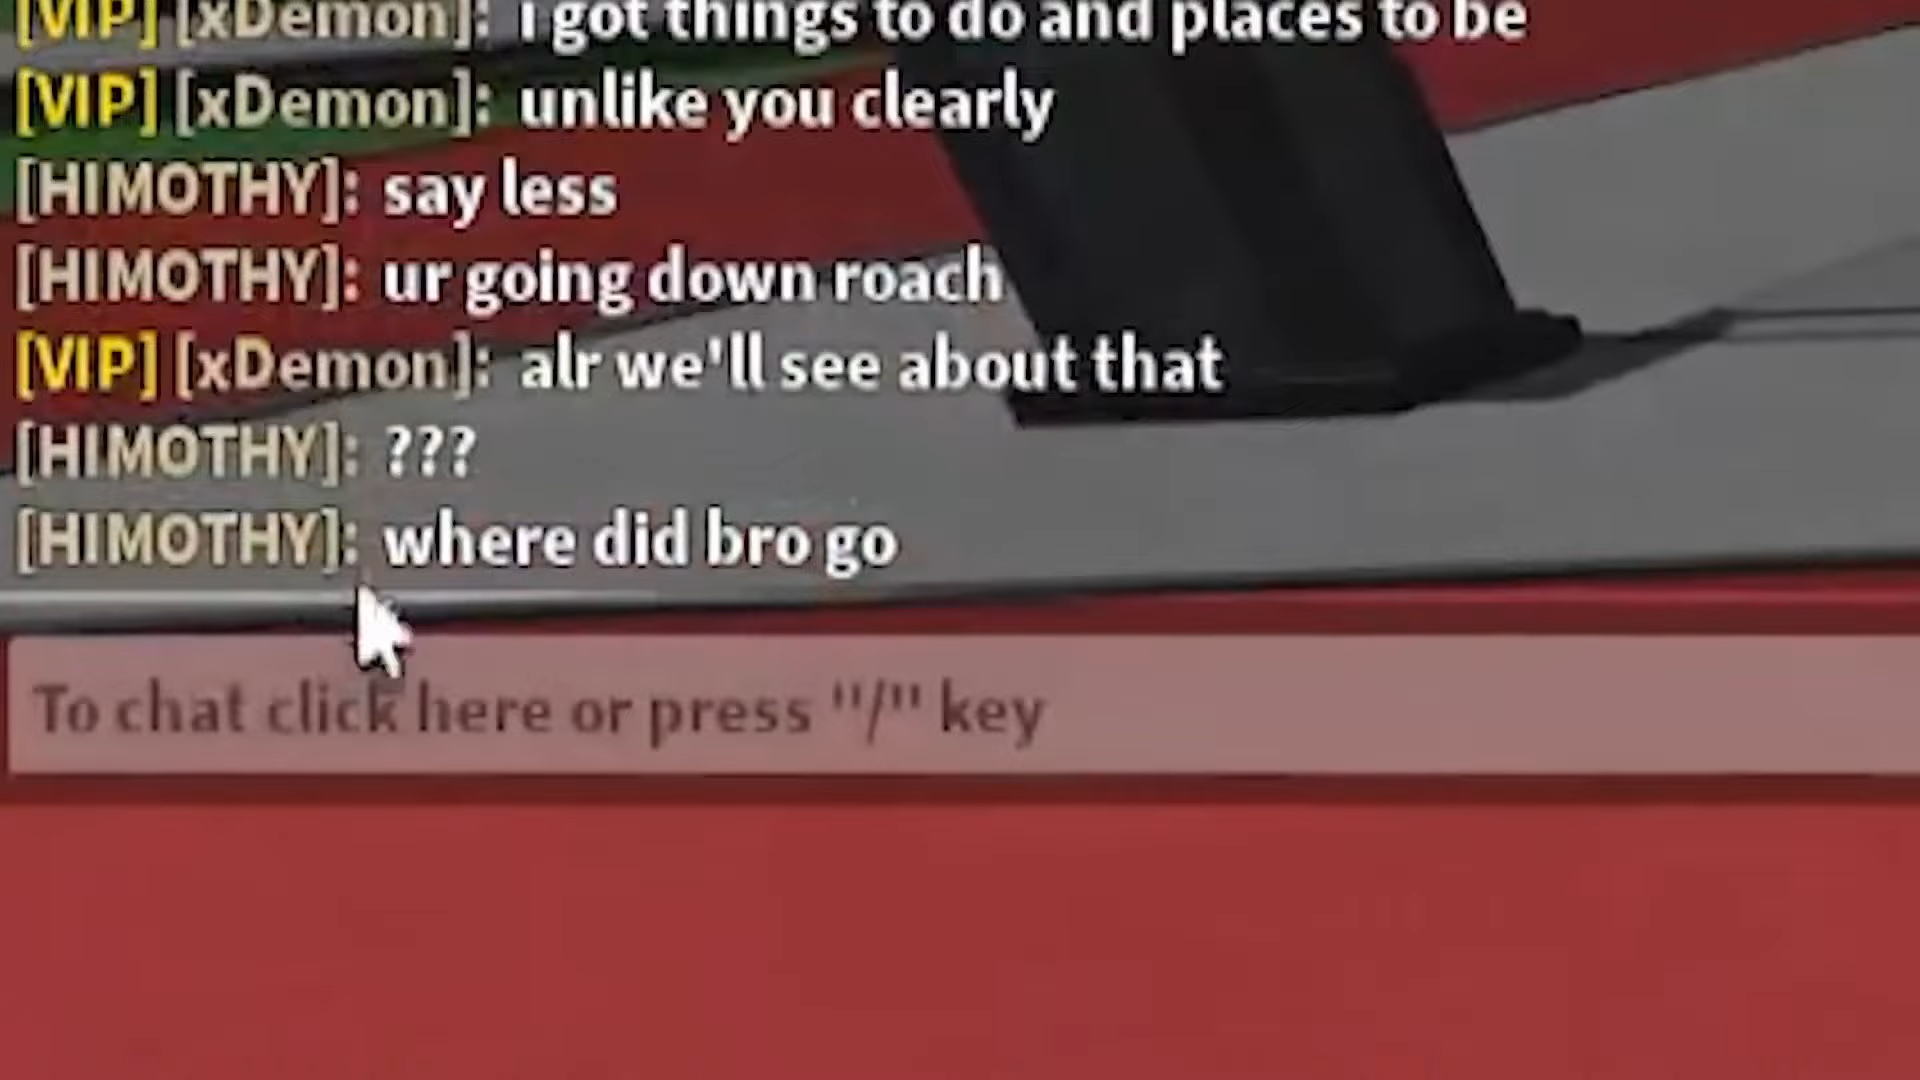 [VIP] [xDemon]: i got things to do and places to be
[VIP] [xDemon]: unlike you clearly
[HIMOTHY]: say less
[HIMOTHY]: ur going down roach
[VIP] [xDemon]: alr we'll see about that
[HIMOTHY]: ???
[HIMOTHY]: where did bro go
To chat click here or press "/" key